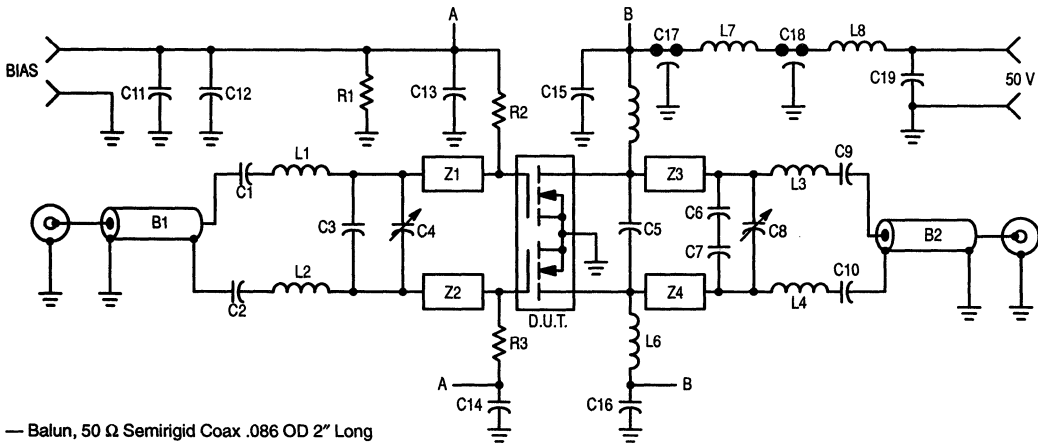 A
B
C17
L7
C18
L8
BIAS
C11
C12
R1
C13
R2
C15
C19
50 V
L1
C1
Z1
Z3
L3
C9
B1
C3
C4
C5
C6
C7
C8
B2
L2
C2
Z2
Z4
L4
C10
D.U.T.
R3
L6
A
B
C14
C16
— Balun, 50 Ω Semirigid Coax .086 OD 2″ Long